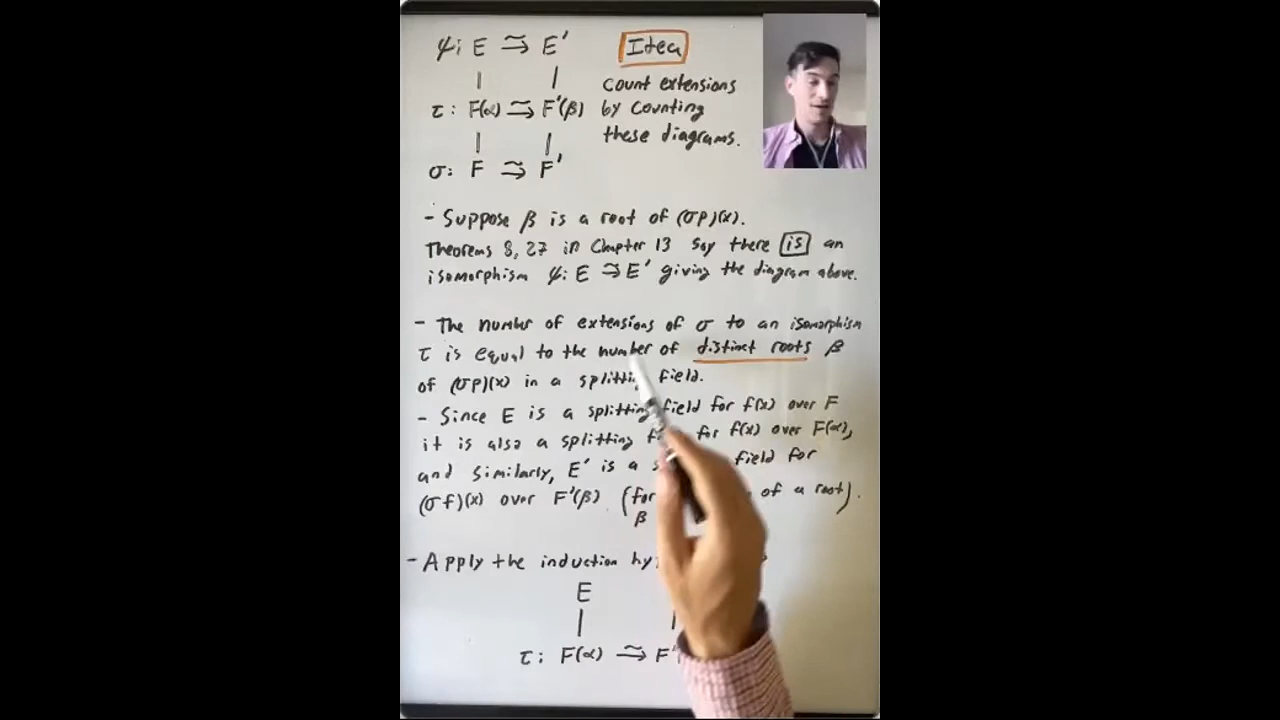 ψ: E ⥲ E′
Idea
| |
count extensions
τ: F(α) ⥲ F′(β)
by counting
| |
these diagrams.
σ: F ⥲ F′
- Suppose β is a root of (σp)(x).
Theorems 8, 27 in Chapter 13 say there is an
isomorphism ψ: E ⥲ E′ giving the diagram above.
- The number of extensions of σ to an isomorphism
τ is equal to the number of distinct roots β
of (σp)(x) in a splitting field.
- Since E is a splitting field for f(x) over F
it is also a splitting for f(x) over F(α),
and similarly, E′ is a field for
(σf)(x) over F′(β) (for of a root).
β
- Apply the induction
E
| |
τ: F(α) ⥲